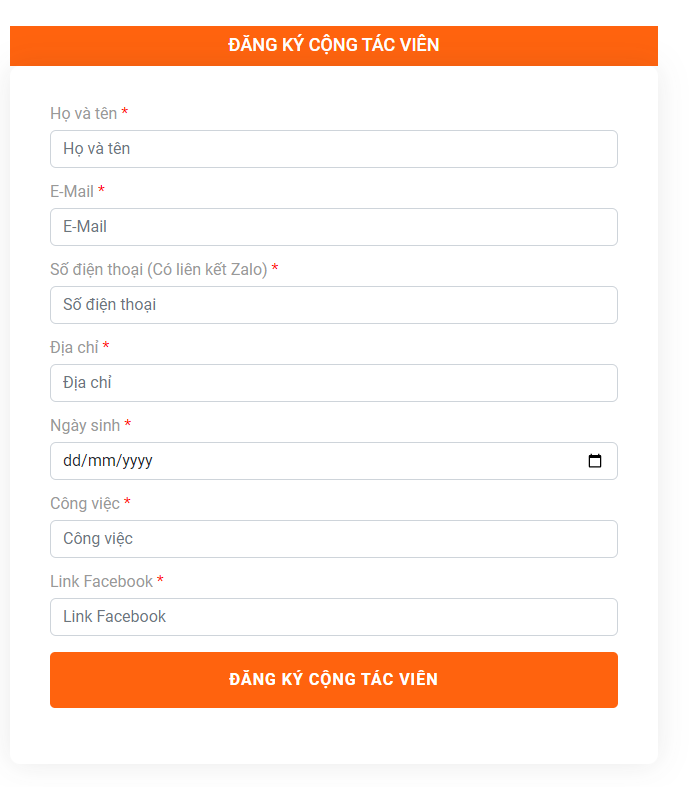 ĐĂNG KÝ CỘNG TÁC VIÊN
Họ và tên *
Họ và tên
E-Mail *
E-Mail
Số điện thoại (Có liên kết Zalo) *
Số điện thoại
Địa chỉ *
Địa chỉ
Ngày sinh *
dd/mm/yyyy
Công việc *
Công việc
Link Facebook *
Link Facebook
ĐĂNG KÝ CỘNG TÁC VIÊN